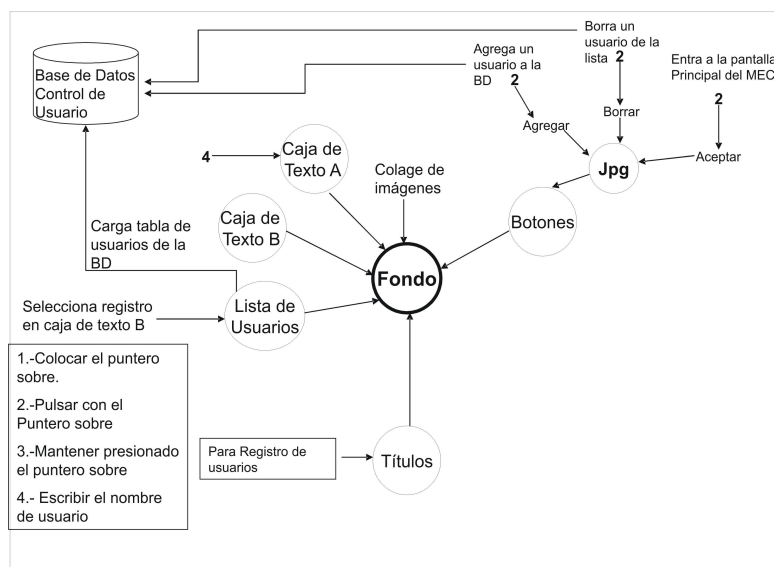 Borra un
usuario de la
lista 2
Agrega un
usuario a la
BD 2
Entra a la pantalla
Principal del MEC
2
Base de Datos
Control de
Usuario
Agregar
Borrar
Aceptar
4
Caja de
Texto A
Colage de
imágenes
Jpg
Botones
Caja de
Texto B
Carga tabla de
usuarios de la
BD
Fondo
Selecciona registro
en caja de texto B
Lista de
Usuarios
1.-Colocar el puntero
sobre.
2.-Pulsar con el
Puntero sobre
3.-Mantener presionado
el puntero sobre
4.- Escribir el nombre
de usuario
Para Registro de
usuarios
Títulos